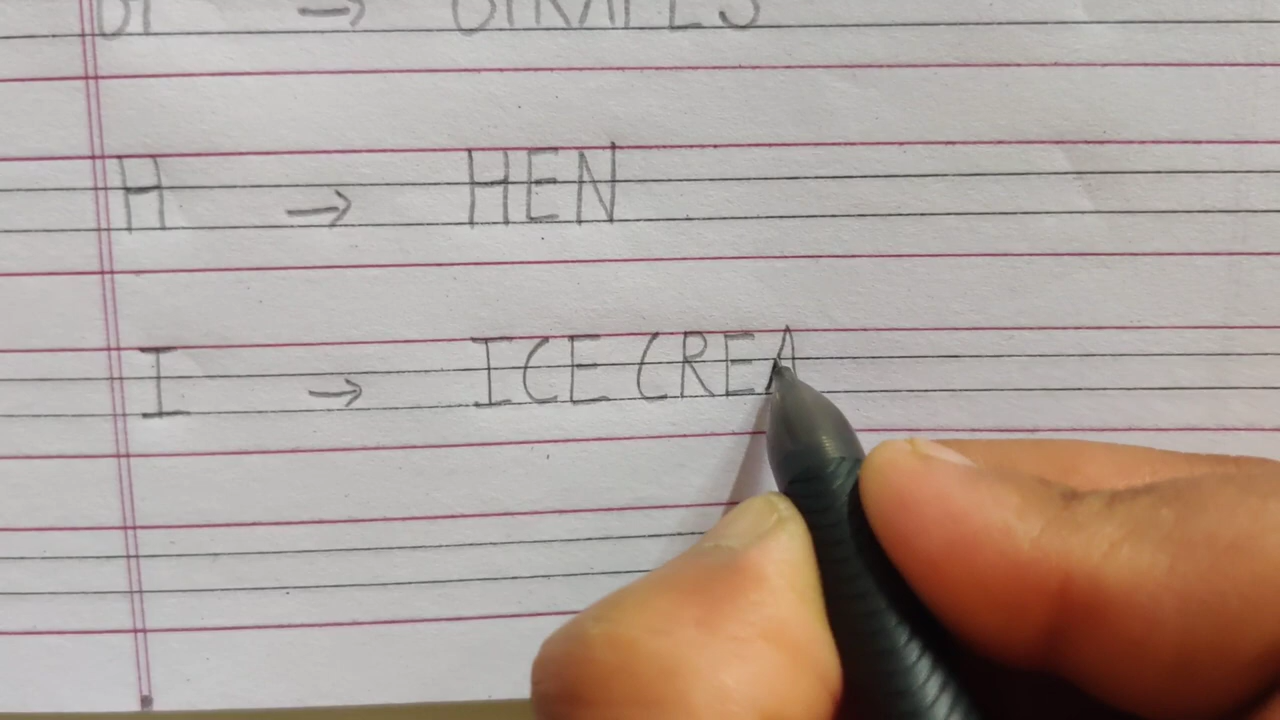 H → HEN
I → ICE CREA